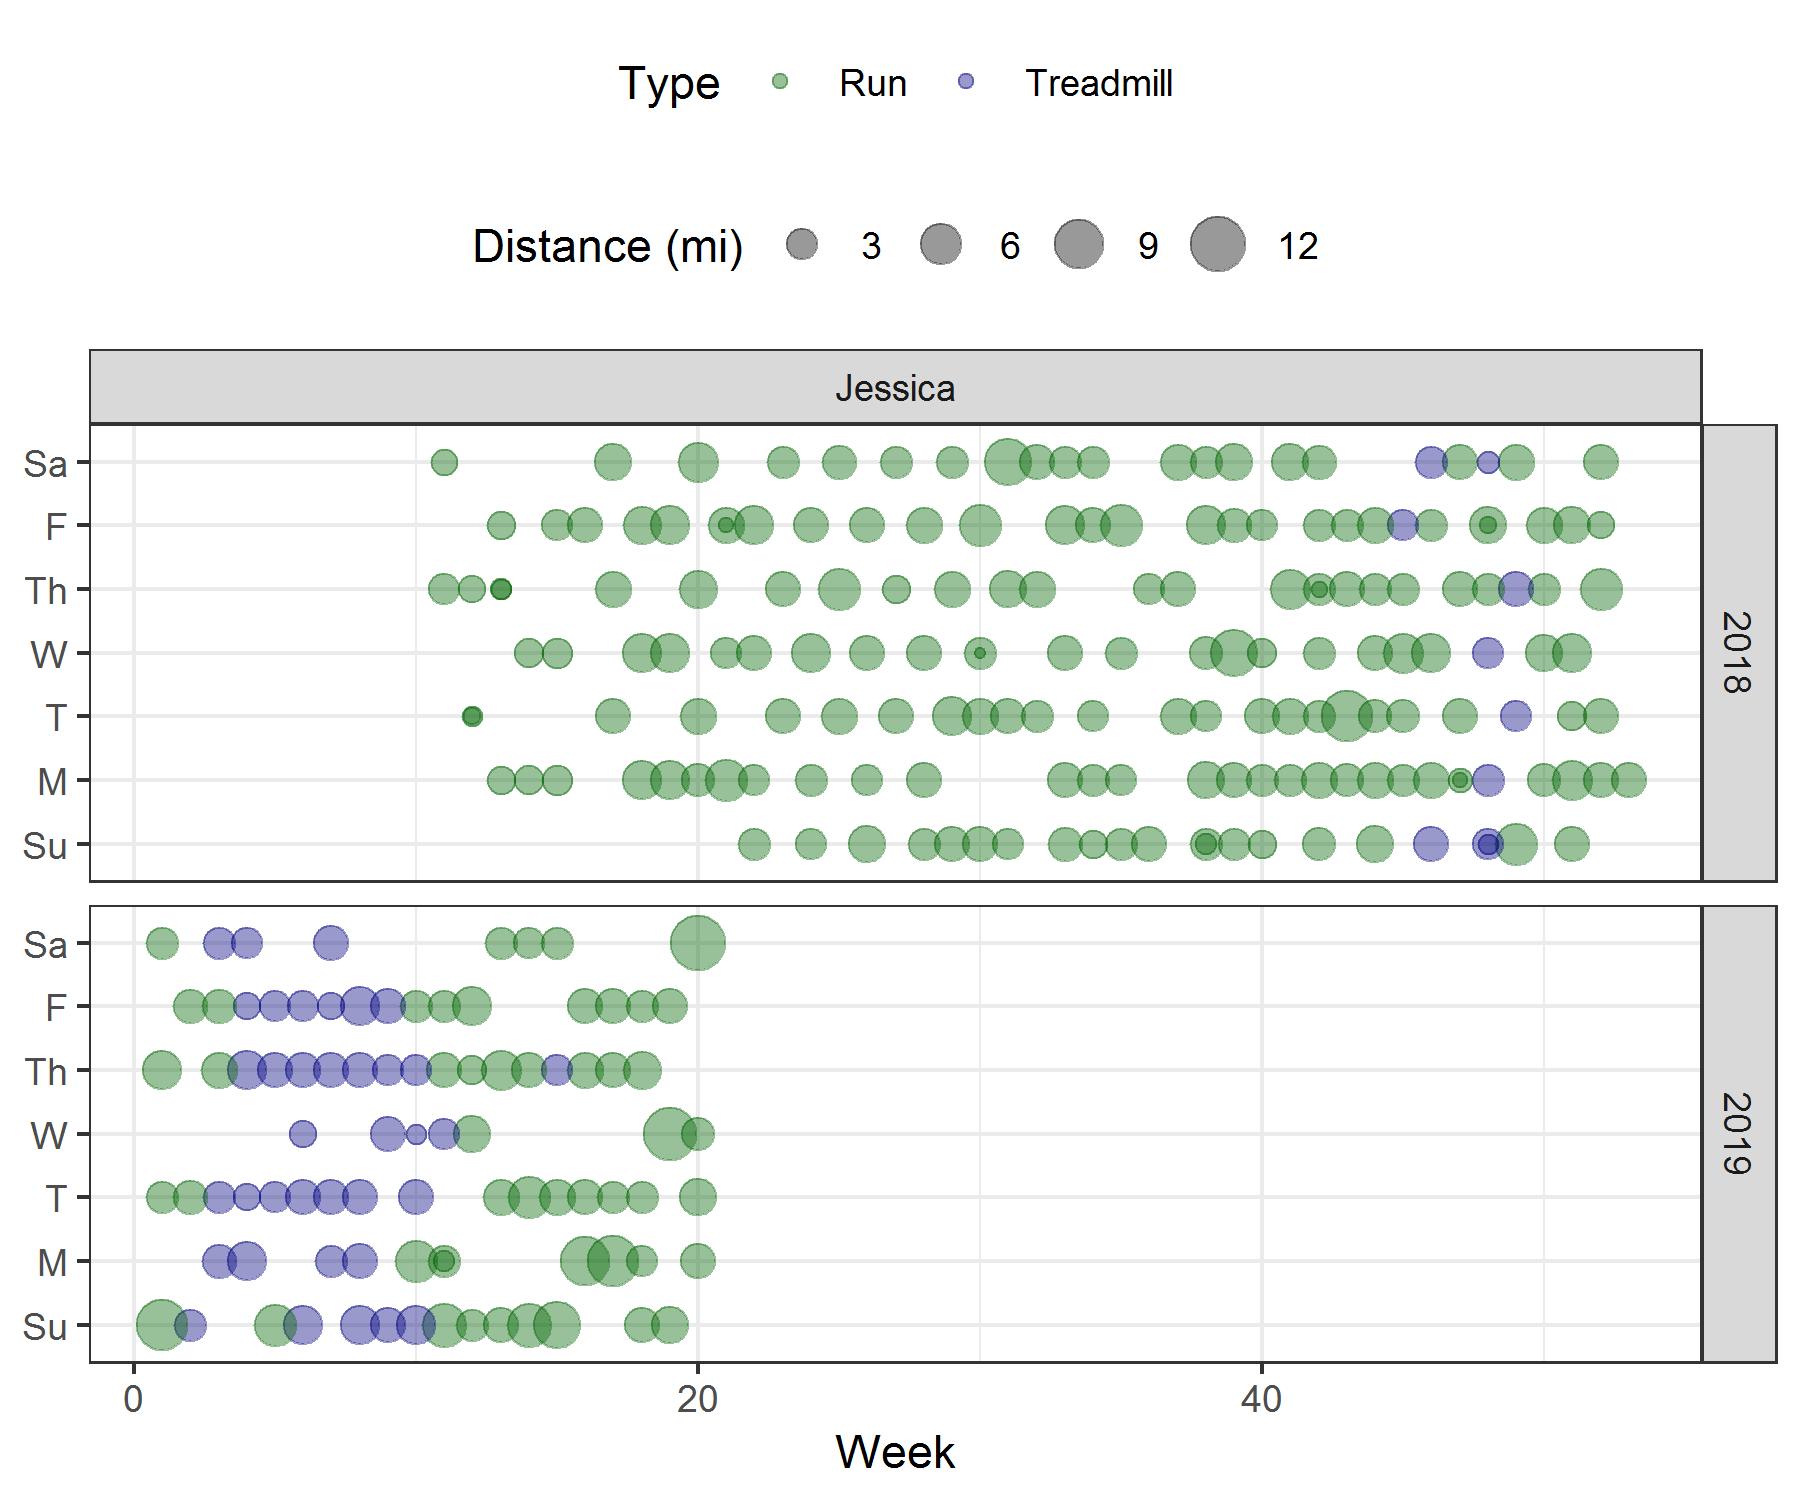 Type Run Treadmill
Distance (mi) 3 6 9 12
Jessica
Sa
F
Th
W
T
M
Su
2018
Sa
F
Th
W
T
M
Su
2019
0 20 40
Week